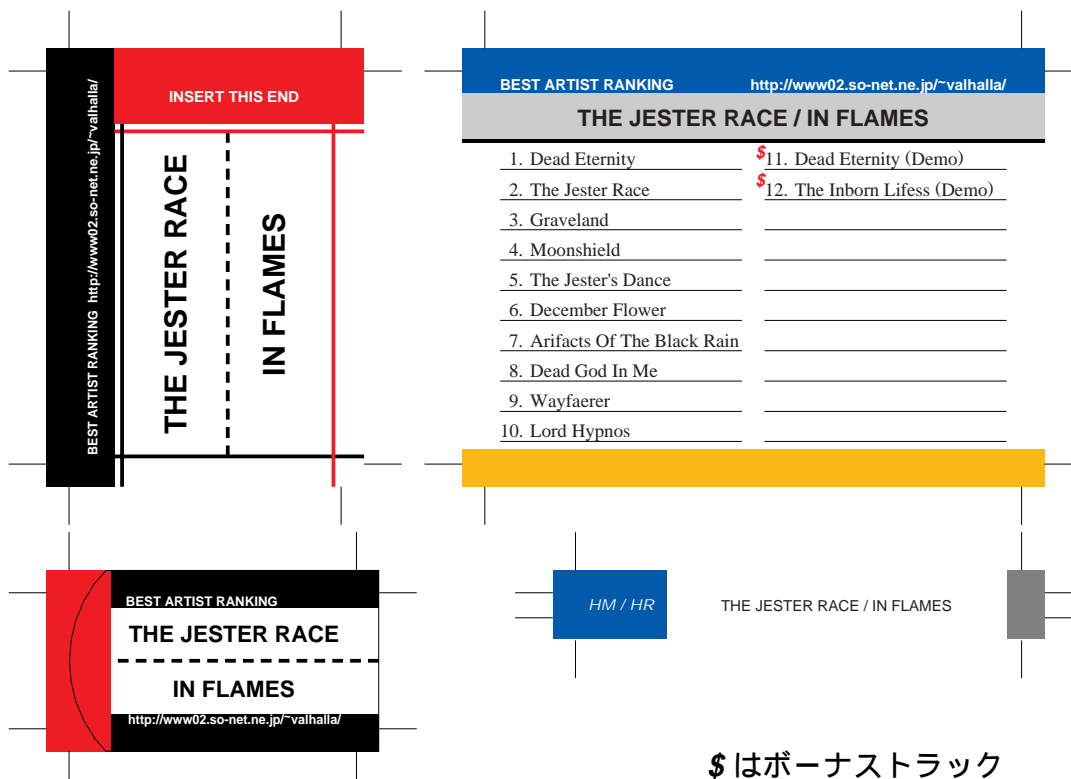 BEST ARTIST RANKING http://www02.so-net.ne.jp/~valhalla/
INSERT THIS END
THE JESTER RACE
IN FLAMES
BEST ARTIST RANKING http://www02.so-net.ne.jp/~valhalla/
THE JESTER RACE / IN FLAMES
1. Dead Eternity
2. The Jester Race
3. Graveland
4. Moonshield
5. The Jester's Dance
6. December Flower
7. Arifacts Of The Black Rain
8. Dead God In Me
9. Wayfaerer
10. Lord Hypnos
$11. Dead Eternity (Demo)
$12. The Inborn Lifess (Demo)
BEST ARTIST RANKING
THE JESTER RACE
IN FLAMES
http://www02.so-net.ne.jp/~valhalla/
HM / HR
THE JESTER RACE / IN FLAMES
$ はボーナストラック